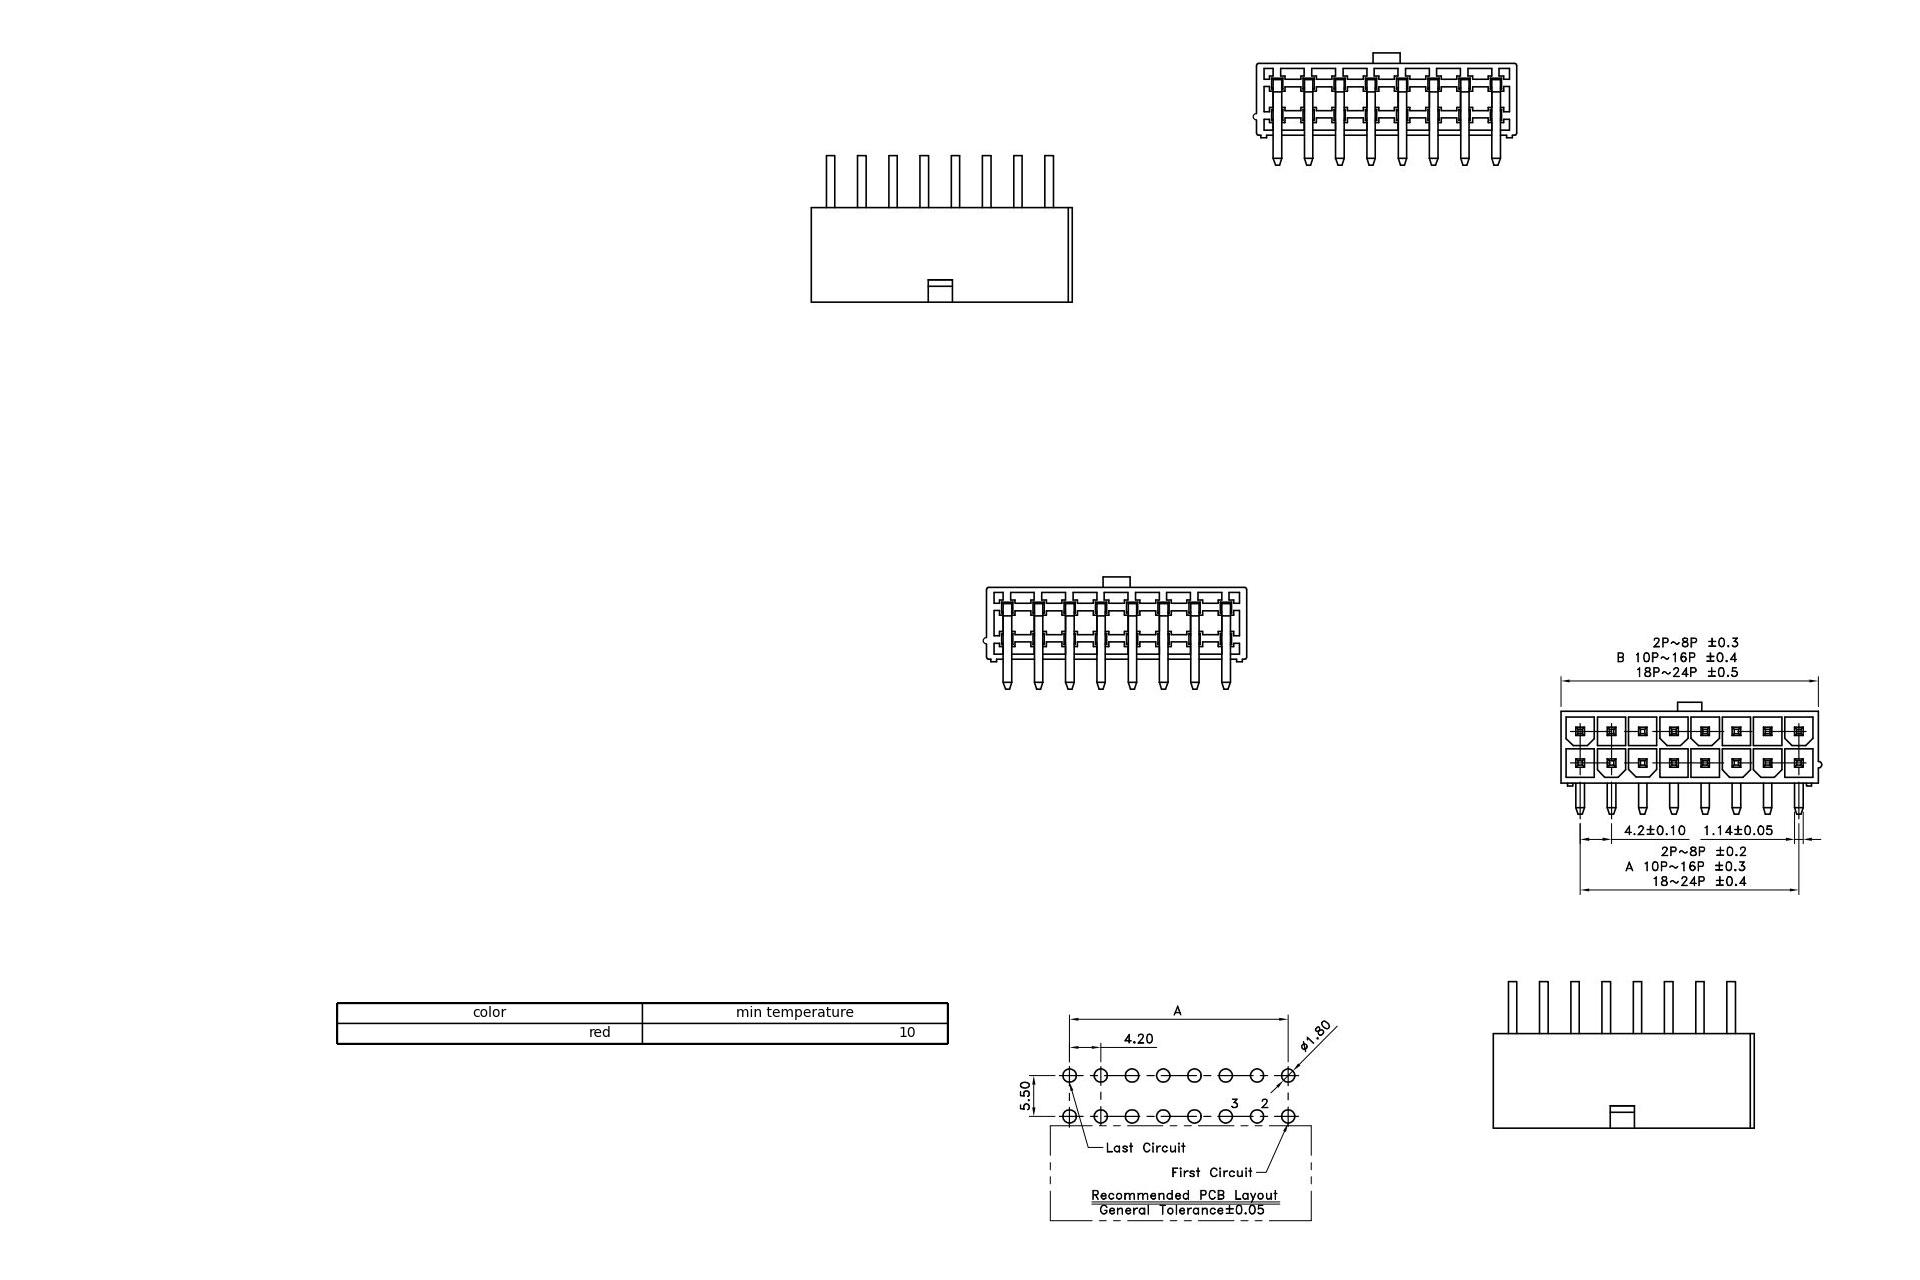 2P~8P ±0.3
B 10P~16P ±0.4
18P~24P ±0.5
4.2±0.10 1.14±0.05
2P~8P ±0.2
A 10P~16P ±0.3
18~24P ±0.4
color min temperature
red 10
A
4.20
ø1.80
5.50
3 2
Last Circuit
First Circuit
Recommended PCB Layout
General Tolerance±0.05